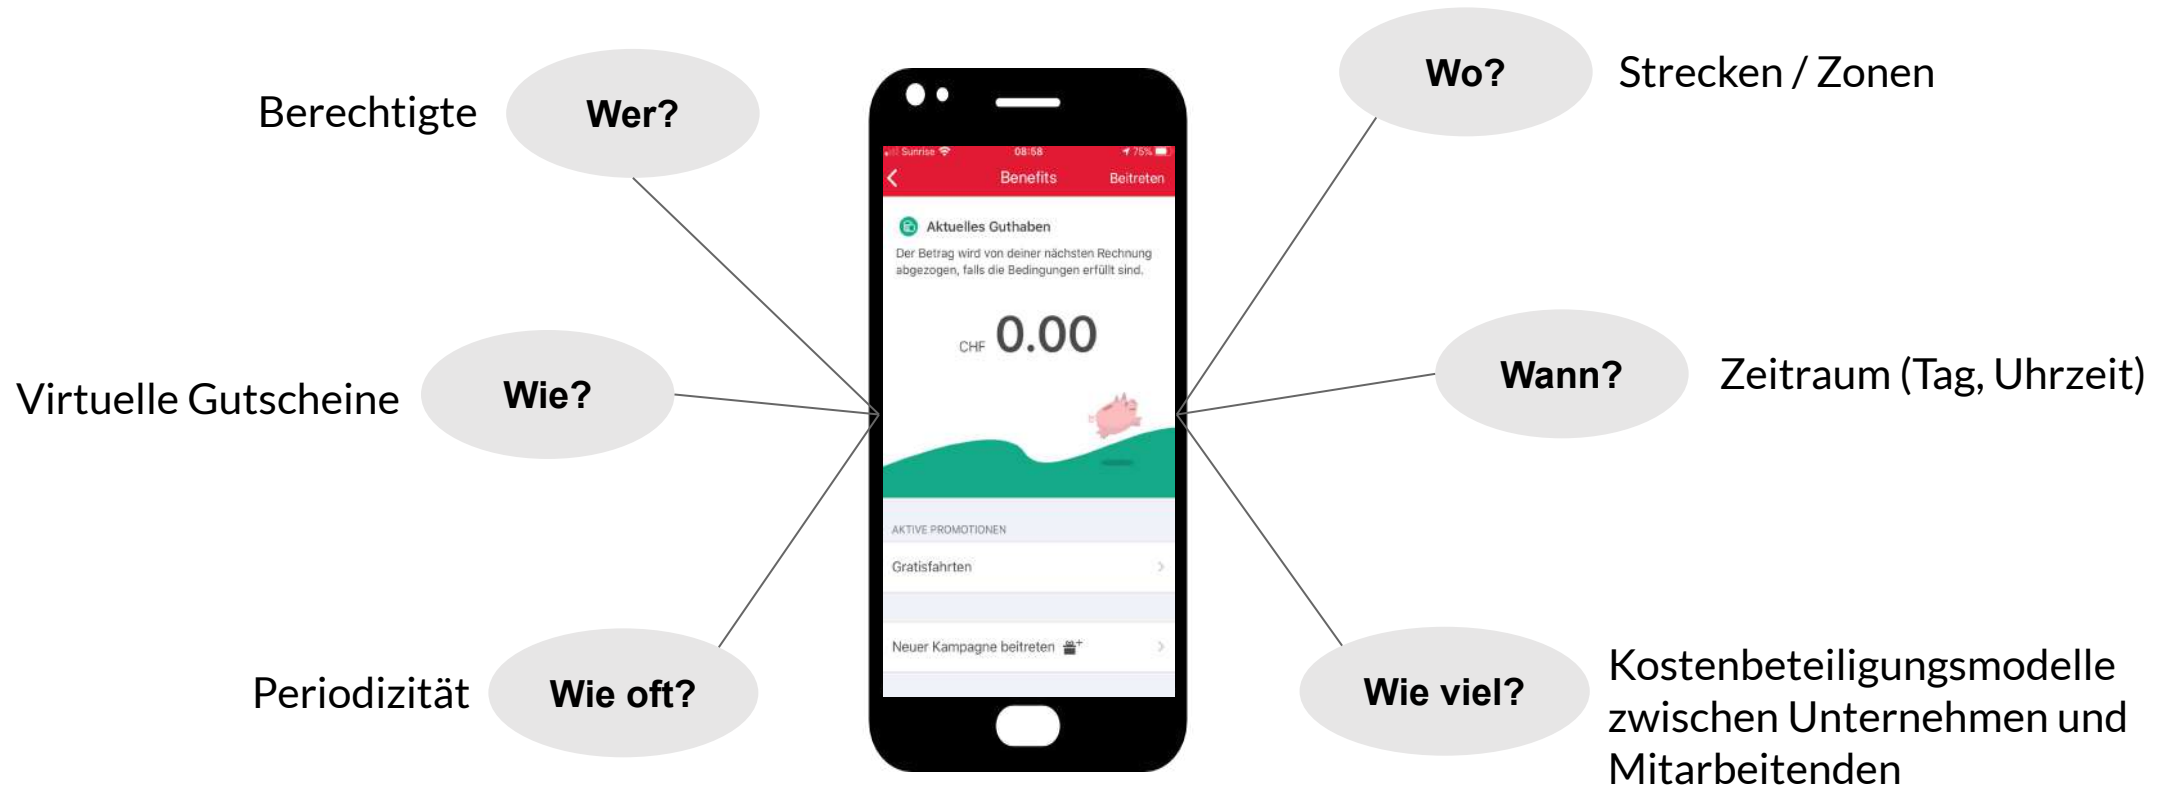 Berechtigte
Wer?
Virtuelle Gutscheine
Wie?
Periodizität
Wie oft?
Sunrise
08:58
75%
Benefits
Beitreten
Aktuelles Guthaben
Der Betrag wird von deiner nächsten Rechnung
abgezogen, falls die Bedingungen erfüllt sind.
CHF 0.00
AKTIVE PROMOTIONEN
Gratisfahrten
Neuer Kampagne beitreten
Wo?
Strecken / Zonen
Wann?
Zeitraum (Tag, Uhrzeit)
Wie viel?
Kostenbeteiligungsmodelle
zwischen Unternehmen und
Mitarbeitenden